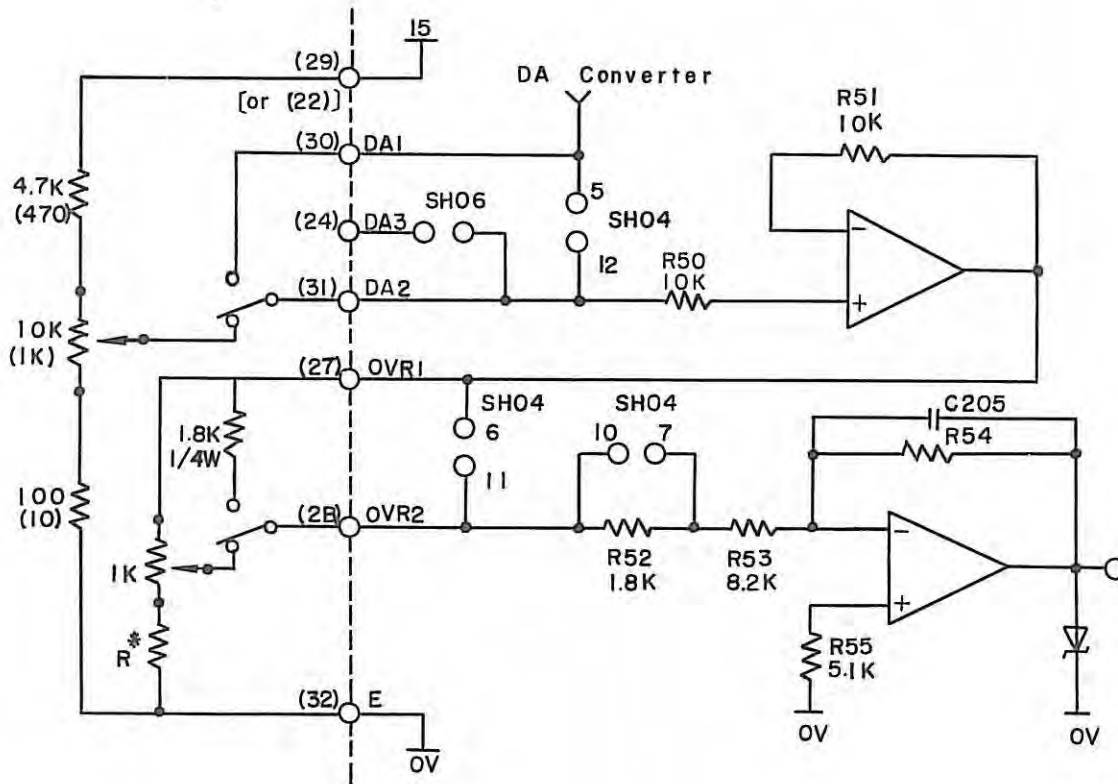 15
(29)
[or (22)]
DA Converter
R51
10K
(30) DA1
4.7K
(470)
SH06
5
(24) DA3
SH04
12
R50
10K
(31) DA2
−
+
10K
(1K)
(27) OVR1
SH04
SH04
C205
1.8K
1/4W
6
10
7
R54
11
100
(10)
(28) OVR2
−
1K
R52
1.8K
R53
8.2K
+
R*
R55
5.1K
(32) E
0V
0V
0V